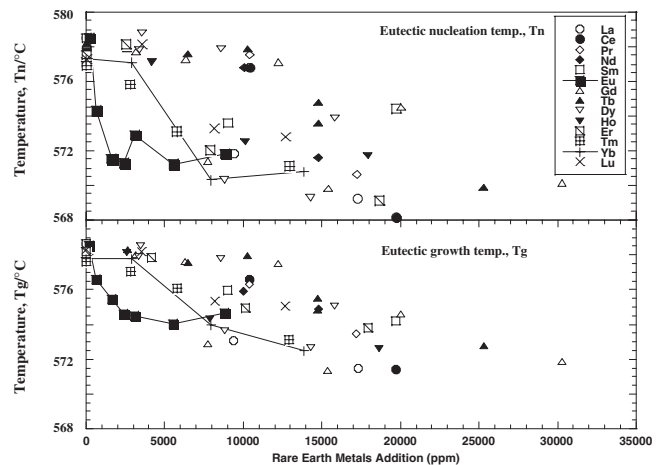 Eutectic nucleation temp., Tn
Temperature, Tn/°C
580
576
572
568
La
Ce
Pr
Nd
Sm
Eu
Gd
Tb
Dy
Ho
Er
Tm
Yb
Lu
Eutectic growth temp., Tg
Temperature, Tg/°C
576
572
568
0
5000
10000
15000
20000
25000
30000
35000
Rare Earth Metals Addition (ppm)